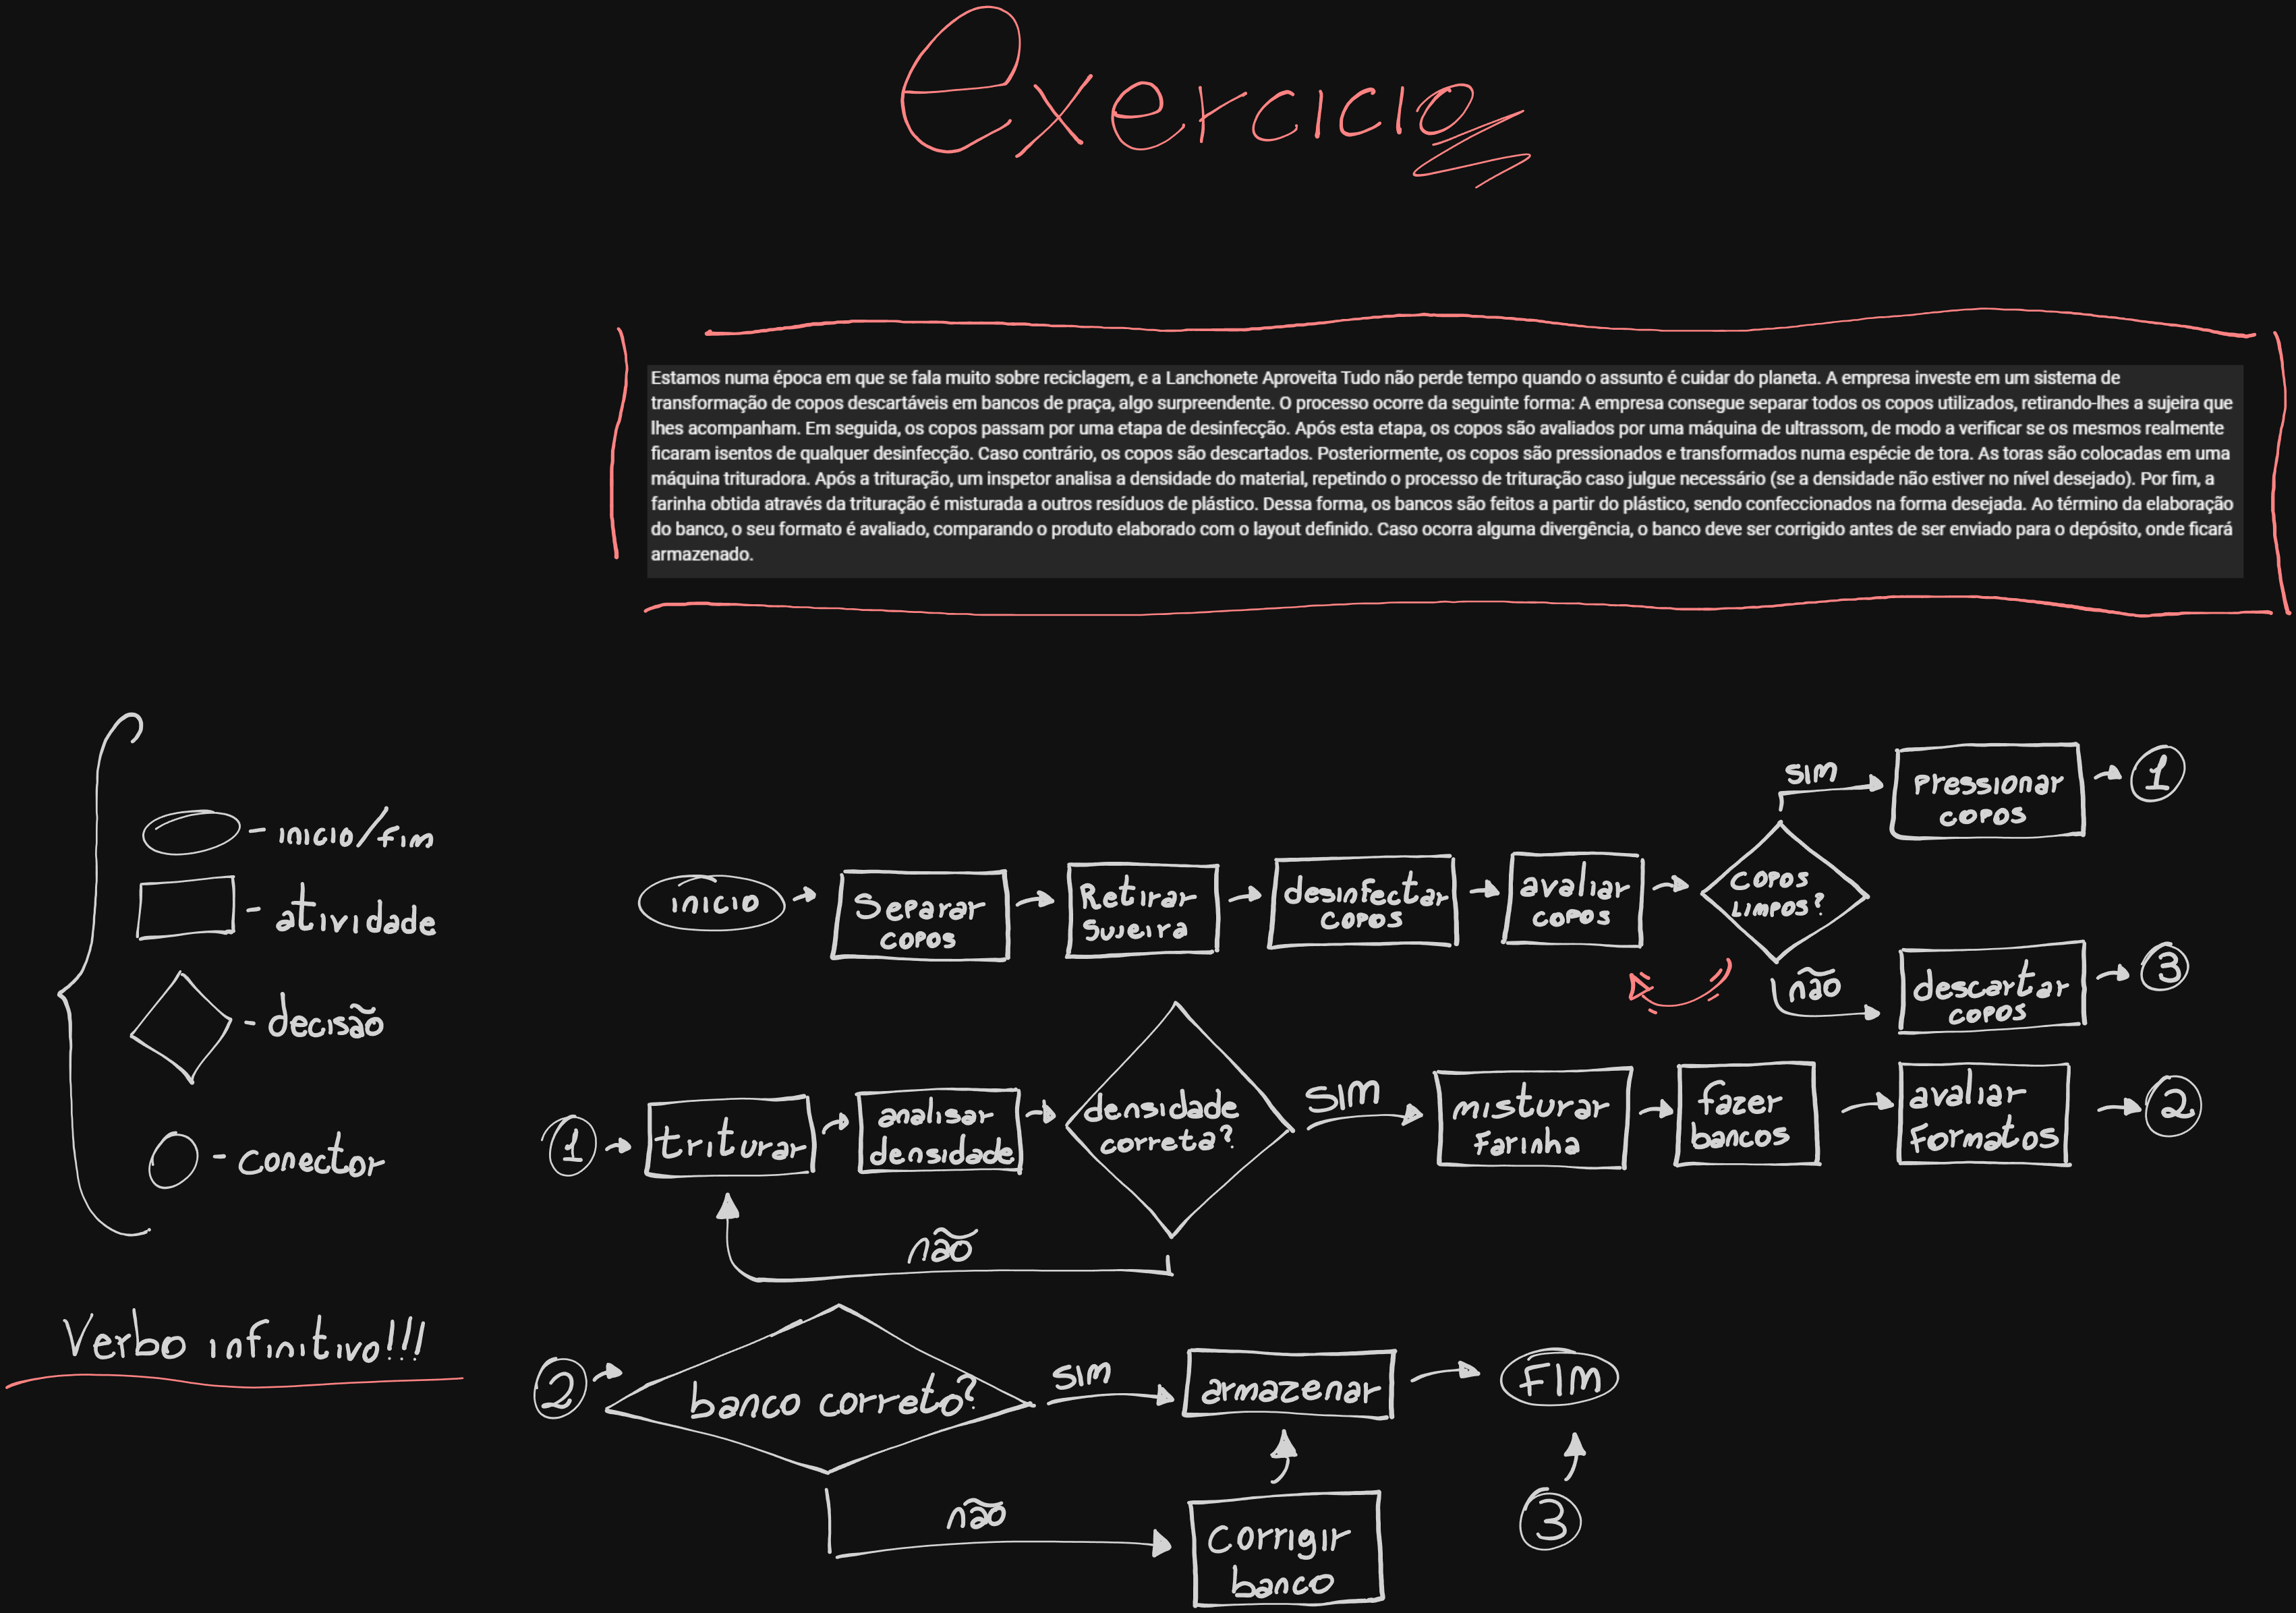 Exercicio
Estamos numa época em que se fala muito sobre reciclagem, e a Lanchonete Aproveita Tudo não perde tempo quando o assunto é cuidar do planeta. A empresa investe em um sistema de
transformação de copos descartáveis em bancos de praça, algo surpreendente. O processo ocorre da seguinte forma: A empresa consegue separar todos os copos utilizados, retirando-lhes a sujeira que
lhes acompanham. Em seguida, os copos passam por uma etapa de desinfecção. Após esta etapa, os copos são avaliados por uma máquina de ultrassom, de modo a verificar se os mesmos realmente
ficaram isentos de qualquer desinfecção. Caso contrário, os copos são descartados. Posteriormente, os copos são pressionados e transformados numa espécie de tora. As toras são colocadas em uma
máquina trituradora. Após a trituração, um inspetor analisa a densidade do material, repetindo o processo de trituração caso julgue necessário (se a densidade não estiver no nível desejado). Por fim, a
farinha obtida através da trituração é misturada a outros resíduos de plástico. Dessa forma, os bancos são feitos a partir do plástico, sendo confeccionados na forma desejada. Ao término da elaboração
do banco, o seu formato é avaliado, comparando o produto elaborado com o layout definido. Caso ocorra alguma divergência, o banco deve ser corrigido antes de ser enviado para o depósito, onde ficará
armazenado.
- inicio/fim
- atividade
- decisão
- conector
Verbo infinitivo!!!
inicio
Separar
copos
Retirar
Sujeira
desinfectar
copos
avaliar
copos
copos
limpos?
SIM
Pressionar
copos
1
não
descartar
copos
3
1
triturar
analisar
densidade
densidade
correta?
não
SIM
misturar
farinha
fazer
bancos
avaliar
formatos
2
2
banco correto?
SIM
armazenar
FIM
não
corrigir
banco
3